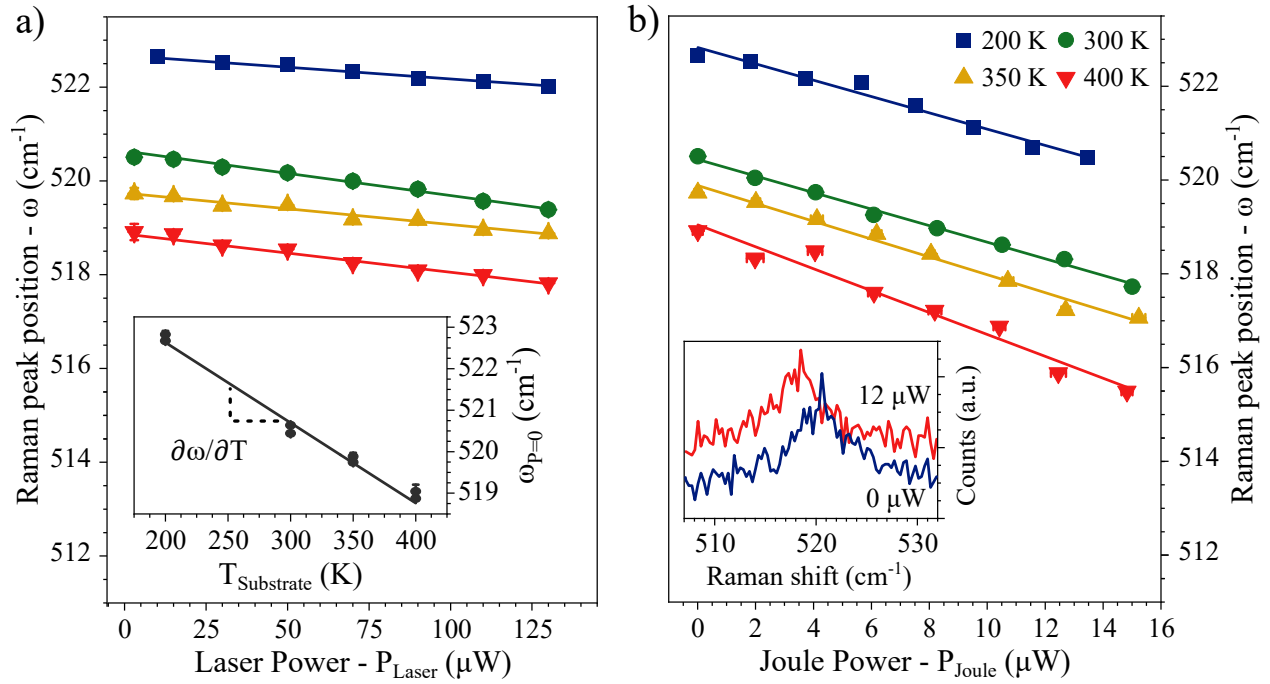 a)
Raman peak position - ω (cm⁻¹)
522
520
518
516
514
512
0
25
50
75
100
125
Laser Power - P_Laser (μW)
∂ω/∂T
200
300
400
T_Substrate (K)
523
522
521
520
519
ω_P=0 (cm⁻¹)
b)
200 K
300 K
350 K
400 K
12 μW
0 μW
510
520
530
Raman shift (cm⁻¹)
Counts (a.u.)
0
2
4
6
8
10
12
14
16
Joule Power - P_Joule (μW)
522
520
518
516
514
512
Raman peak position - ω (cm⁻¹)